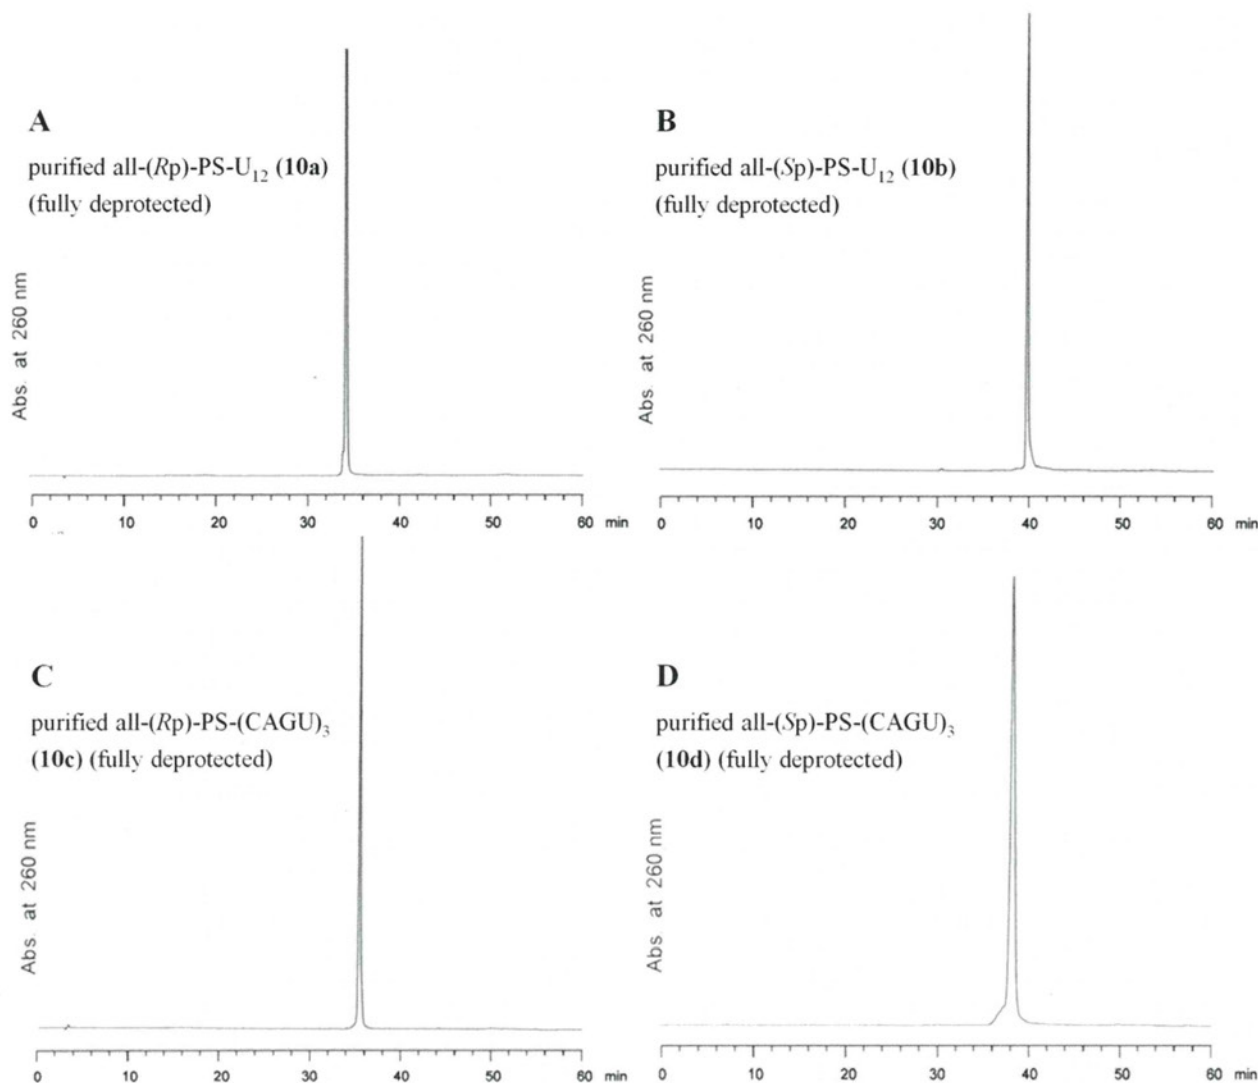 A
purified all-(Rp)-PS-U₁₂ (10a)
(fully deprotected)
Abs. at 260 nm
0 10 20 30 40 50 60 min
B
purified all-(Sp)-PS-U₁₂ (10b)
(fully deprotected)
Abs. at 260 nm
0 10 20 30 40 50 60 min
C
purified all-(Rp)-PS-(CAGU)₃
(10c) (fully deprotected)
Abs. at 260 nm
0 10 20 30 40 50 60 min
D
purified all-(Sp)-PS-(CAGU)₃
(10d) (fully deprotected)
Abs. at 260 nm
0 10 20 30 40 50 60 min